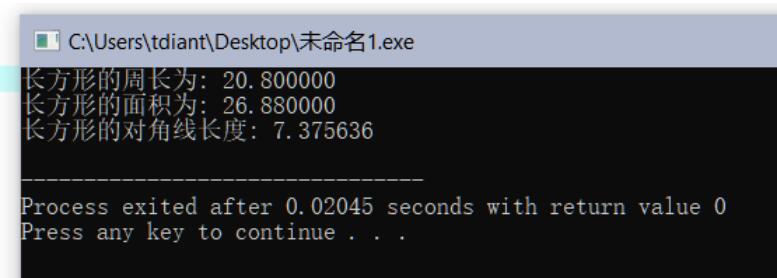 C:\Users\tdiant\Desktop\未命名1.exe
长方形的周长为: 20.800000
长方形的面积为: 26.880000
长方形的对角线长度: 7.375636
--------------------------------
Process exited after 0.02045 seconds with return value 0
Press any key to continue . . .